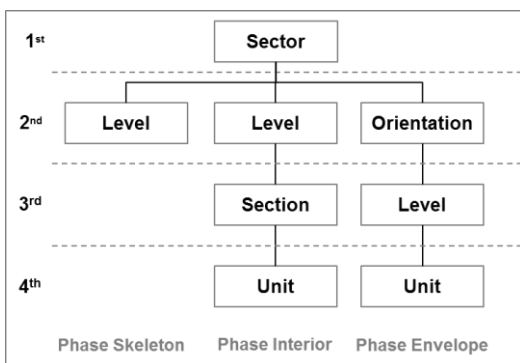 1st Sector
2nd Level Level Orientation
3rd Section Level
4th Unit Unit
Phase Skeleton Phase Interior Phase Envelope